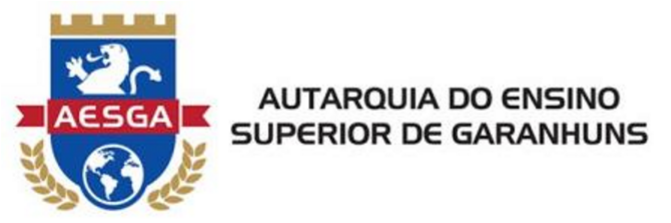 AESGA
AUTARQUIA DO ENSINO
SUPERIOR DE GARANHUNS